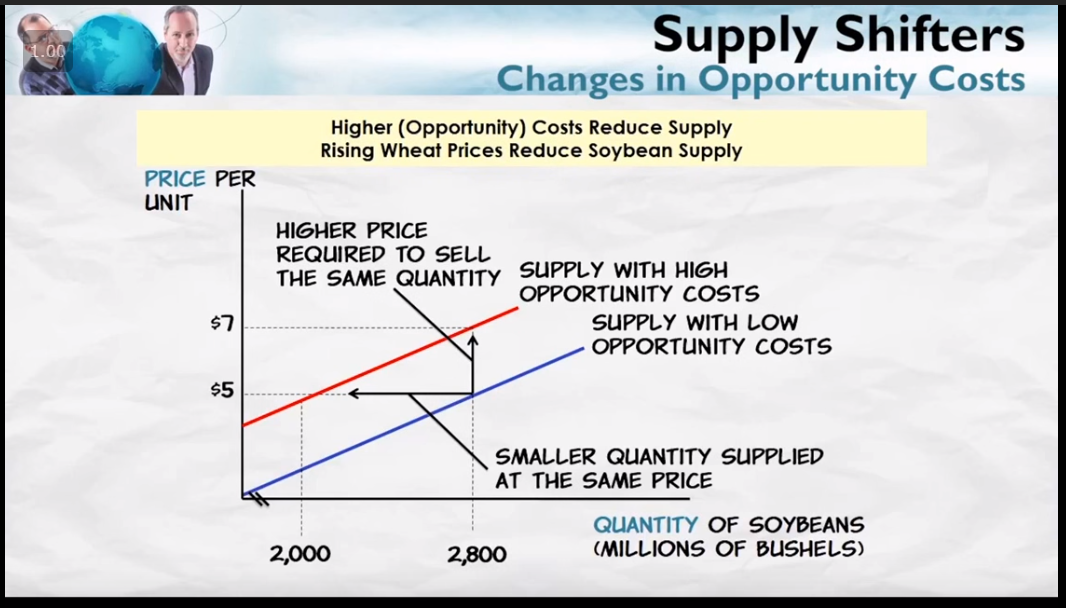 1.00
Supply Shifters
Changes in Opportunity Costs
Higher (Opportunity) Costs Reduce Supply
Rising Wheat Prices Reduce Soybean Supply
PRICE PER
UNIT
HIGHER PRICE
REQUIRED TO SELL
THE SAME QUANTITY
SUPPLY WITH HIGH
OPPORTUNITY COSTS
SUPPLY WITH LOW
OPPORTUNITY COSTS
$7
$5
SMALLER QUANTITY SUPPLIED
AT THE SAME PRICE
QUANTITY OF SOYBEANS
(MILLIONS OF BUSHELS)
2,000
2,800